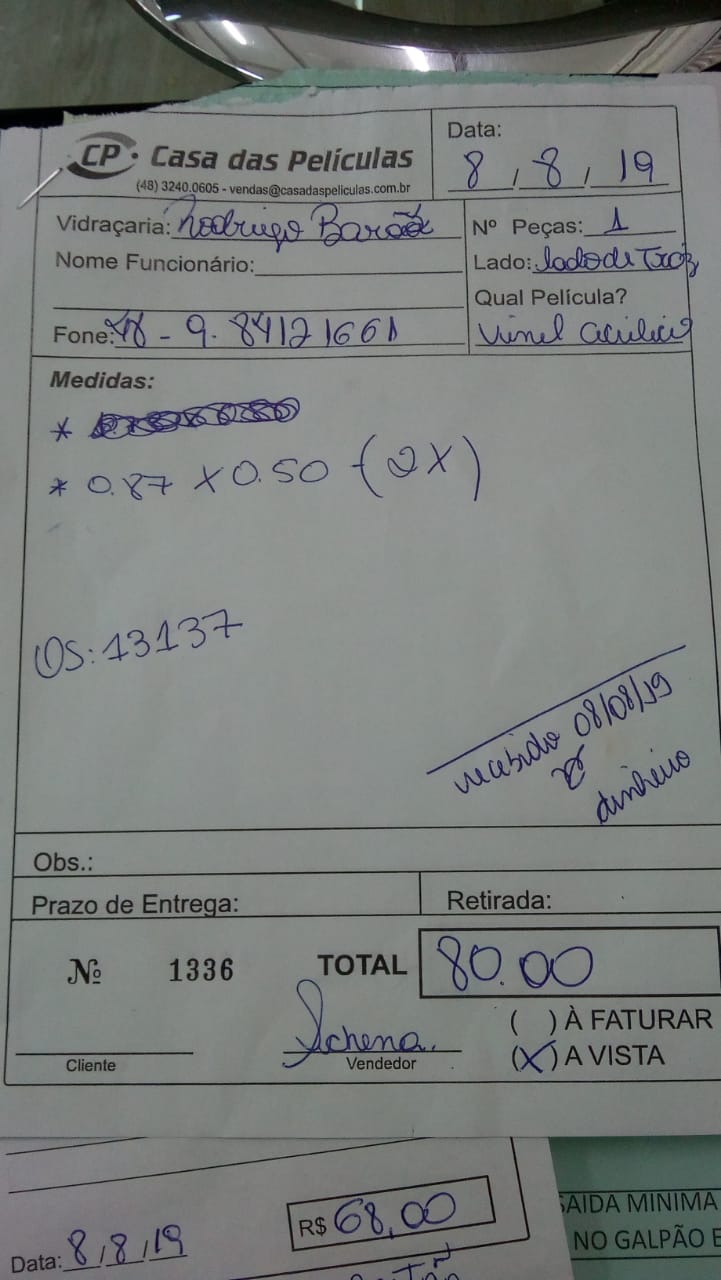 CP · Casa das Películas
(48) 3240.0605 - vendas@casadaspeliculas.com.br
Data: 8 / 8 / 19
Vidraçaria: Rodrigo Barão
Nº Peças: 1
Nome Funcionário:
Lado: lado de Traz
Qual Película?
Fone: 48 - 9. 84121661
Vinil
Medidas:
*
* 0.87 X 0.50 (2X)
OS: 13137
recebido 08/08/19
dinheiro
Obs.:
Prazo de Entrega:
Retirada:
Nº 1336
TOTAL 80.00
( ) À FATURAR
(X) A VISTA
Cliente
Vendedor
R$ 68,00
Data: 8 / 8 / 19
SAIDA MINIMA
NO GALPÃO E